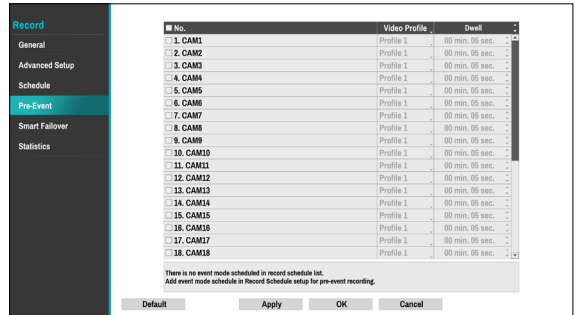 Record
General
Advanced Setup
Schedule
Pre-Event
Smart Failover
Statistics
No. Video Profile Dwell
1. CAM1 Profile 1 00 min. 05 sec.
2. CAM2 Profile 1 00 min. 05 sec.
3. CAM3 Profile 1 00 min. 05 sec.
4. CAM4 Profile 1 00 min. 05 sec.
5. CAM5 Profile 1 00 min. 05 sec.
6. CAM6 Profile 1 00 min. 05 sec.
7. CAM7 Profile 1 00 min. 05 sec.
8. CAM8 Profile 1 00 min. 05 sec.
9. CAM9 Profile 1 00 min. 05 sec.
10. CAM10 Profile 1 00 min. 05 sec.
11. CAM11 Profile 1 00 min. 05 sec.
12. CAM12 Profile 1 00 min. 05 sec.
13. CAM13 Profile 1 00 min. 05 sec.
14. CAM14 Profile 1 00 min. 05 sec.
15. CAM15 Profile 1 00 min. 05 sec.
16. CAM16 Profile 1 00 min. 05 sec.
17. CAM17 Profile 1 00 min. 05 sec.
18. CAM18 Profile 1 00 min. 05 sec.
There is no event mode scheduled in record schedule list.
Add event mode schedule in Record Schedule setup for pre-event recording.
Default Apply OK Cancel